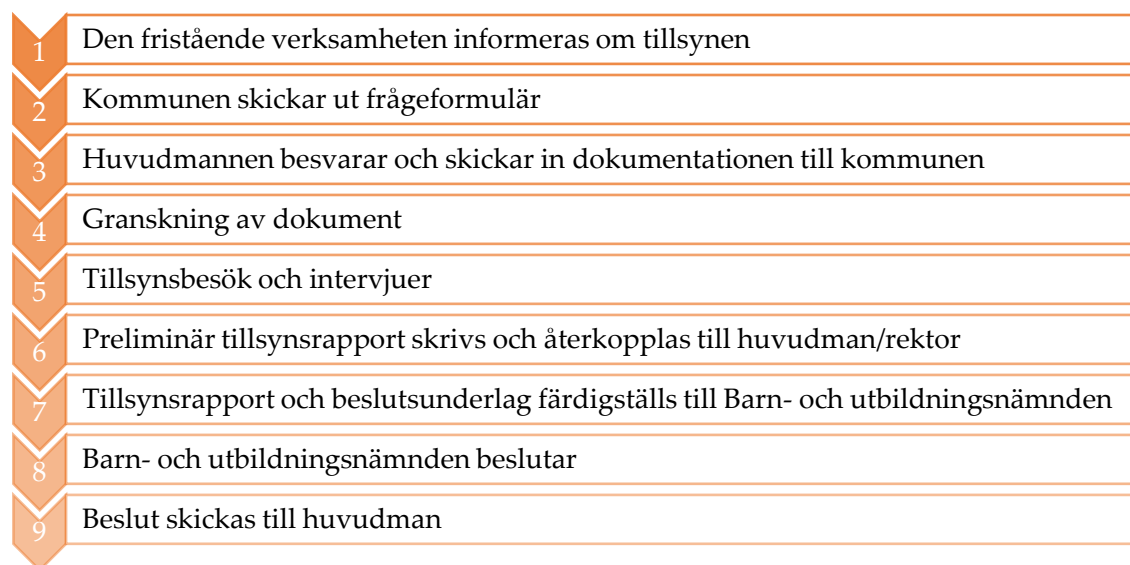 1 Den fristående verksamheten informeras om tillsynen
2 Kommunen skickar ut frågeformulär
3 Huvudmannen besvarar och skickar in dokumentationen till kommunen
4 Granskning av dokument
5 Tillsynsbesök och intervjuer
6 Preliminär tillsynsrapport skrivs och återkopplas till huvudman/rektor
7 Tillsynsrapport och beslutsunderlag färdigställs till Barn- och utbildningsnämnden
8 Barn- och utbildningsnämnden beslutar
9 Beslut skickas till huvudman